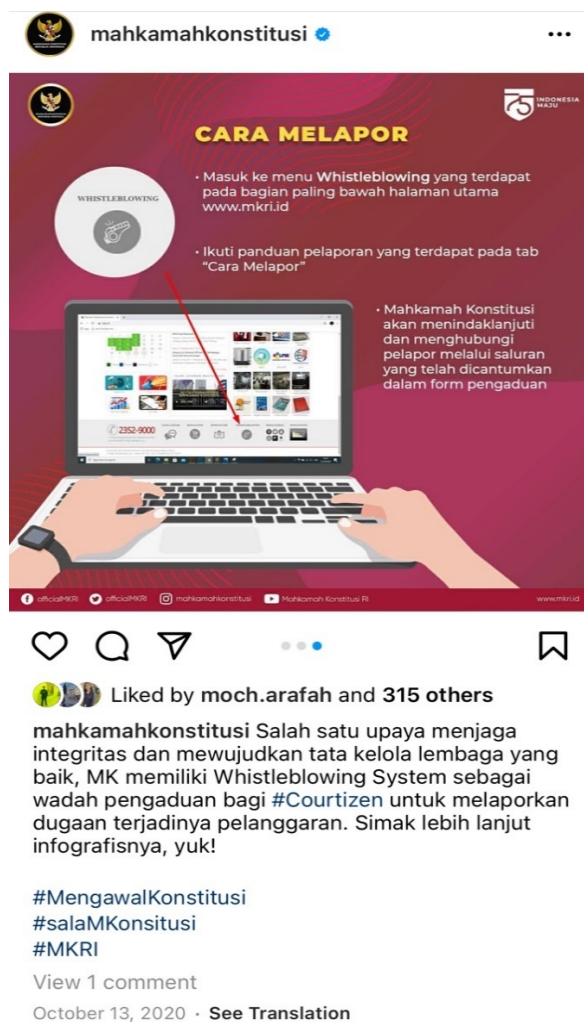 mahkamahkonstitusi
75 INDONESIA
MAJU
CARA MELAPOR
WHISTLEBLOWING
• Masuk ke menu Whistleblowing yang terdapat
pada bagian paling bawah halaman utama
www.mkri.id
• Ikuti panduan pelaporan yang terdapat pada tab
“Cara Melapor”
• Mahkamah Konstitusi
akan menindaklanjuti
dan menghubungi
pelapor melalui saluran
yang telah dicantumkan
dalam form pengaduan
2352-9000
officialMKRI officialMKRI mahkamahkonstitusi Mahkamah Konstitusi RI www.mkri.id
Liked by moch.arafah and 315 others
mahkamahkonstitusi Salah satu upaya menjaga
integritas dan mewujudkan tata kelola lembaga yang
baik, MK memiliki Whistleblowing System sebagai
wadah pengaduan bagi #Courtizen untuk melaporkan
dugaan terjadinya pelanggaran. Simak lebih lanjut
infografisnya, yuk!
#MengawalKonstitusi
#salaMKonsitusi
#MKRI
View 1 comment
October 13, 2020 · See Translation